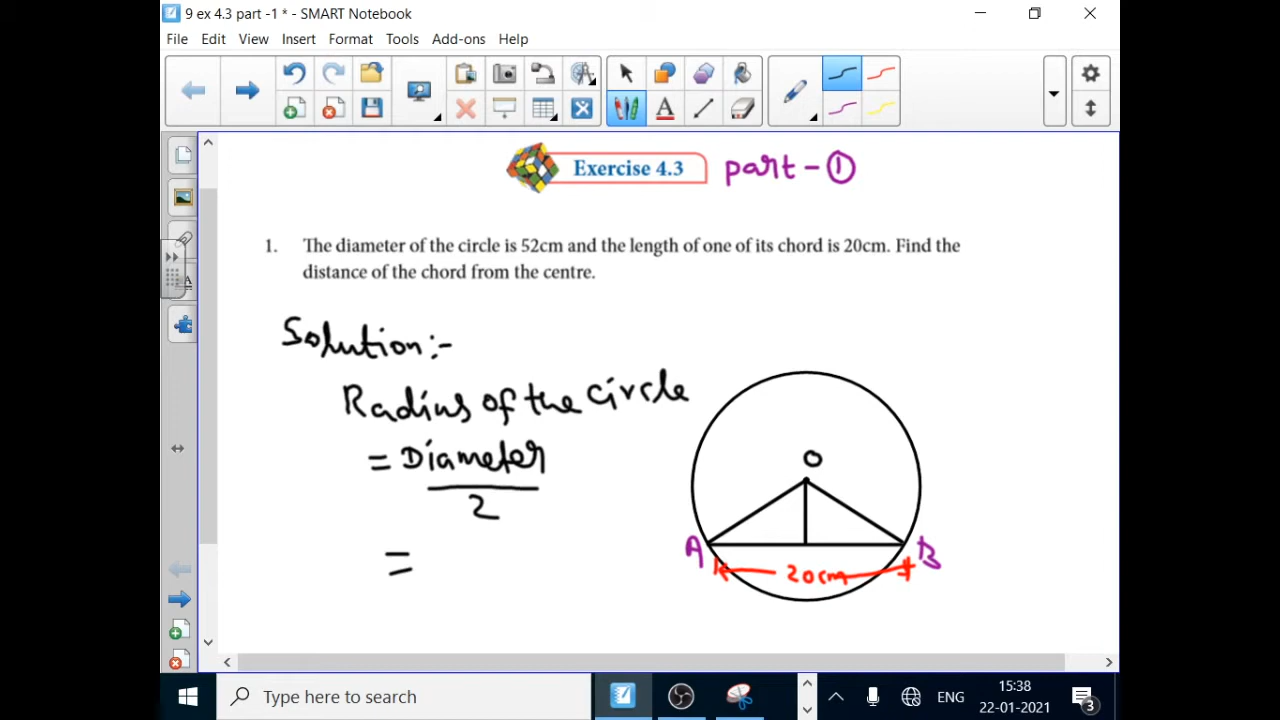 9 ex 4.3 part -1 * - SMART Notebook
File Edit View Insert Format Tools Add-ons Help
Exercise 4.3 part - ①
1. The diameter of the circle is 52cm and the length of one of its chord is 20cm. Find the
distance of the chord from the centre.
Solution:-
Radius of the circle
= Diameter
2
=
O
A B
20cm
Type here to search
ENG
15:38
22-01-2021
3